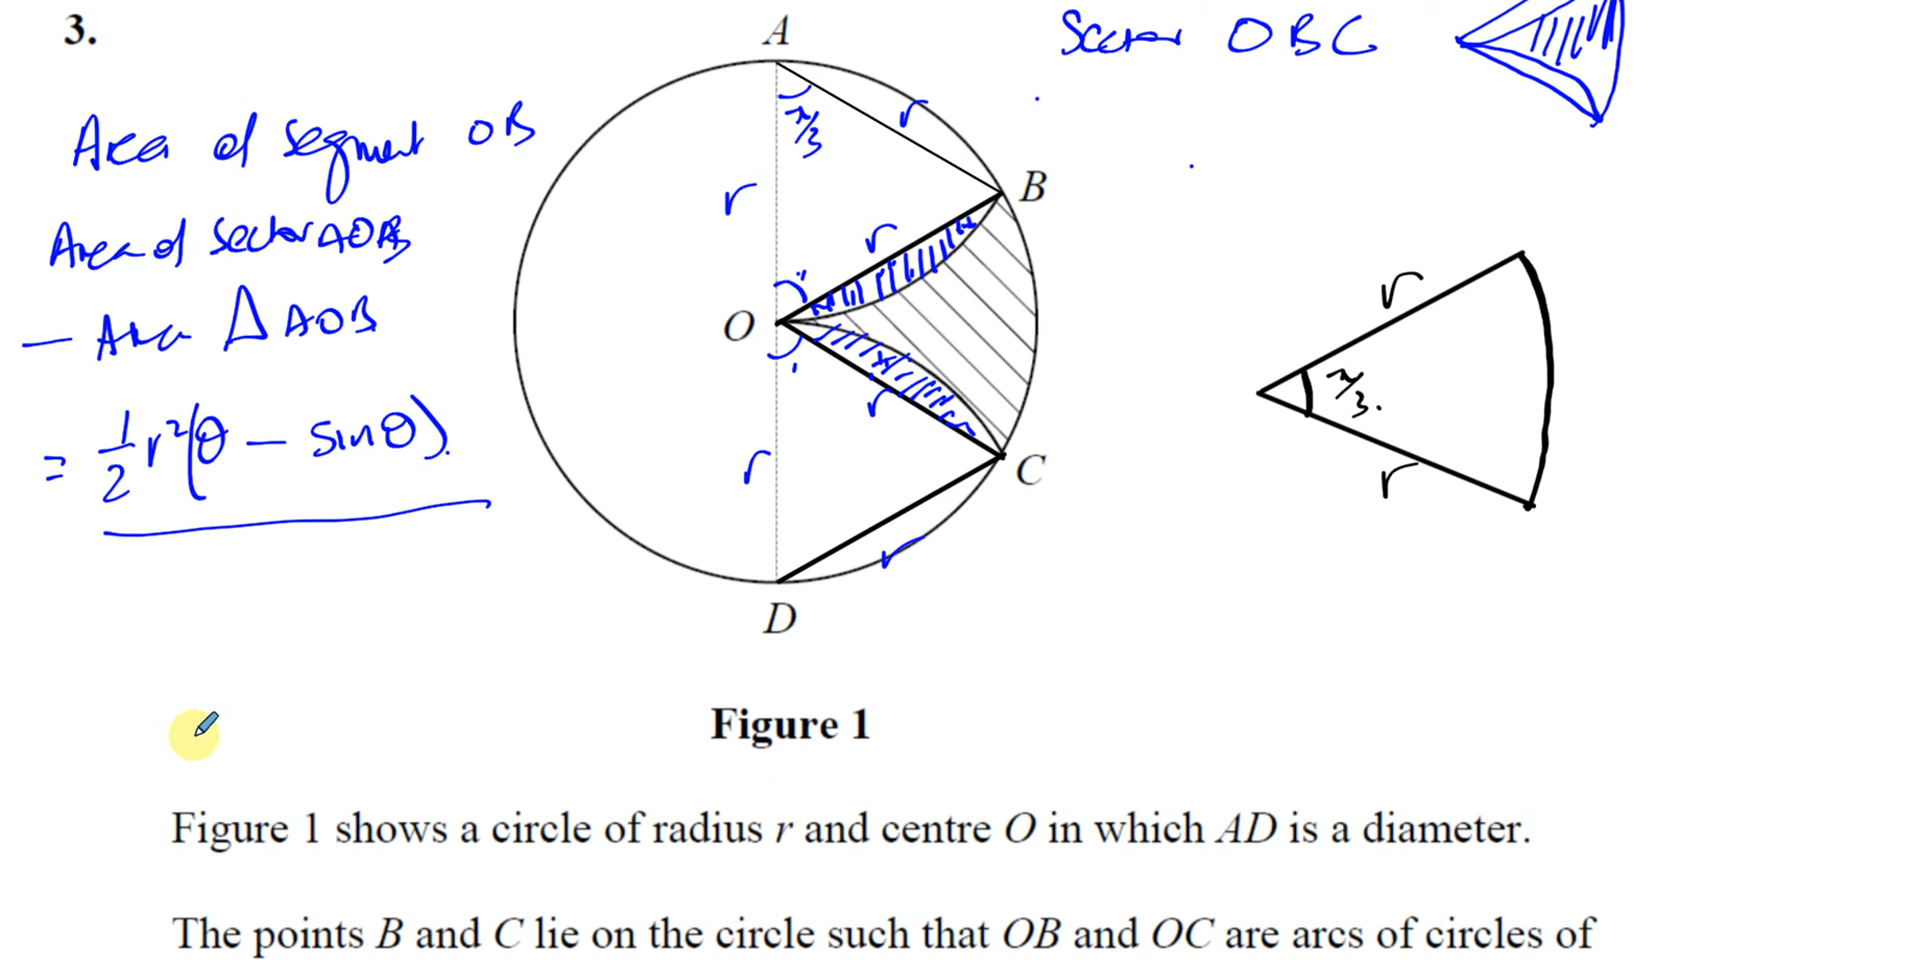 3.
A
Sector OBC
r
π/3
Area of segment OB
B
r
Area of sector AOB
r
r
O
π/3.
- Area △AOB
r
C
r
r
= 1/2 r²(θ - sinθ).
r
D
Figure 1
Figure 1 shows a circle of radius r and centre O in which AD is a diameter.
The points B and C lie on the circle such that OB and OC are arcs of circles of